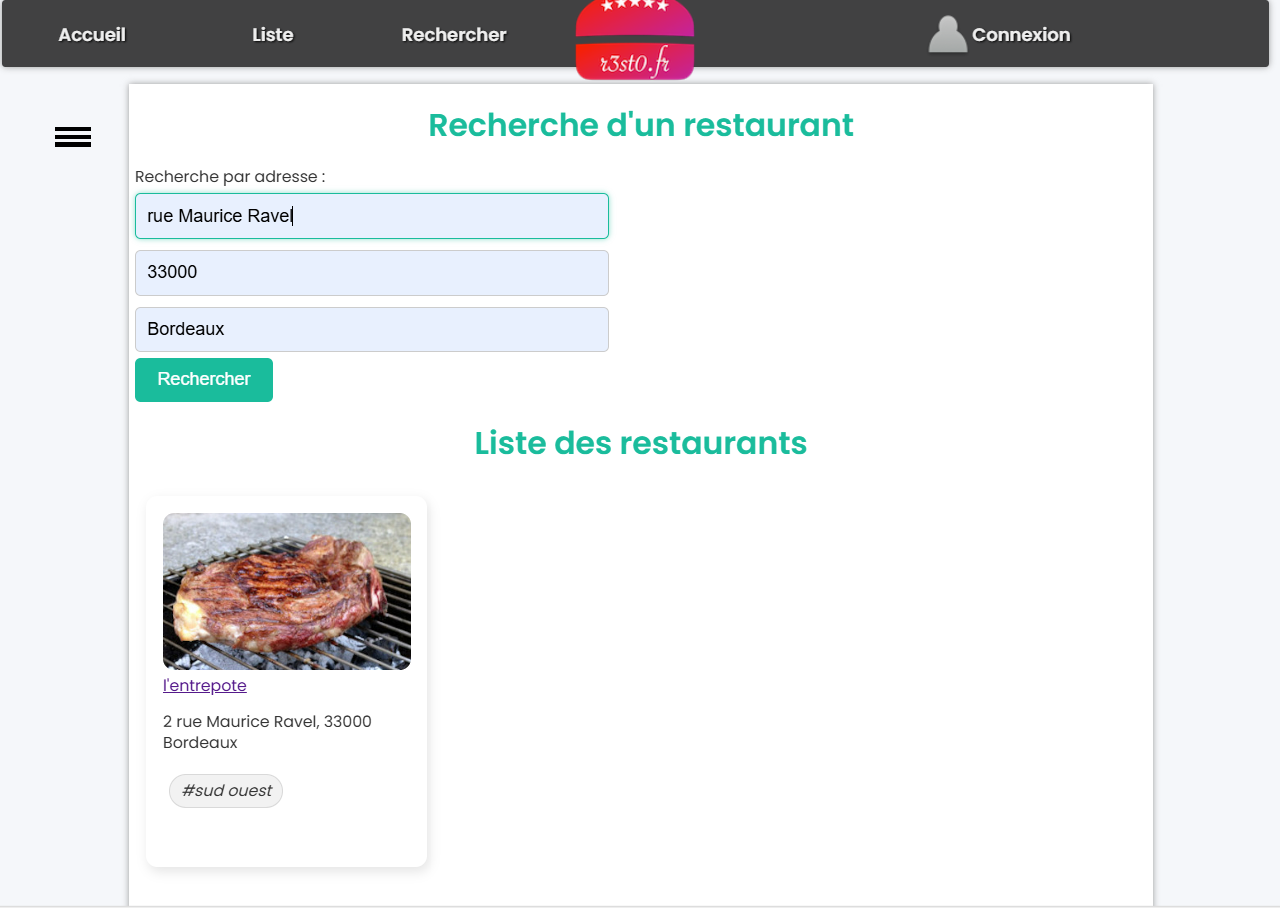 Accueil
Liste
Rechercher
r3st0.fr
Connexion
Recherche d'un restaurant
Recherche par adresse :
rue Maurice Ravel
33000
Bordeaux
Rechercher
Liste des restaurants
l'entrepote
2 rue Maurice Ravel, 33000
Bordeaux
#sud ouest